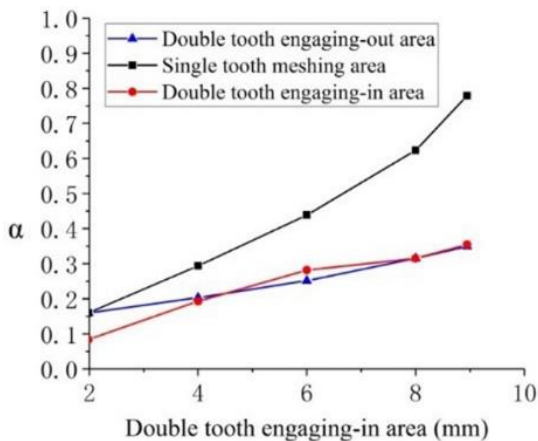 1.0
0.9
0.8
0.7
0.6
0.5
0.4
0.3
0.2
0.1
0.0
α
Double tooth engaging-out area
Single tooth meshing area
Double tooth engaging-in area
2 4 6 8 10
Double tooth engaging-in area (mm)